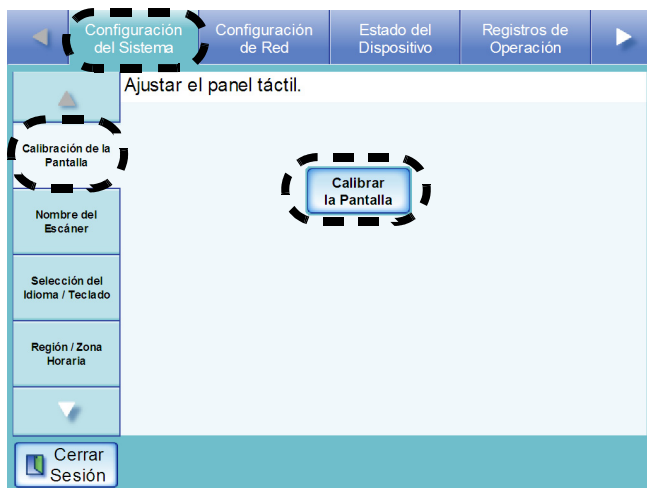 Configuración
del Sistema
Configuración
de Red
Estado del
Dispositivo
Registros de
Operación
Ajustar el panel táctil.
Calibración de la
Pantalla
Calibrar
la Pantalla
Nombre del
Escáner
Selección del
Idioma / Teclado
Región / Zona
Horaria
Cerrar
Sesión